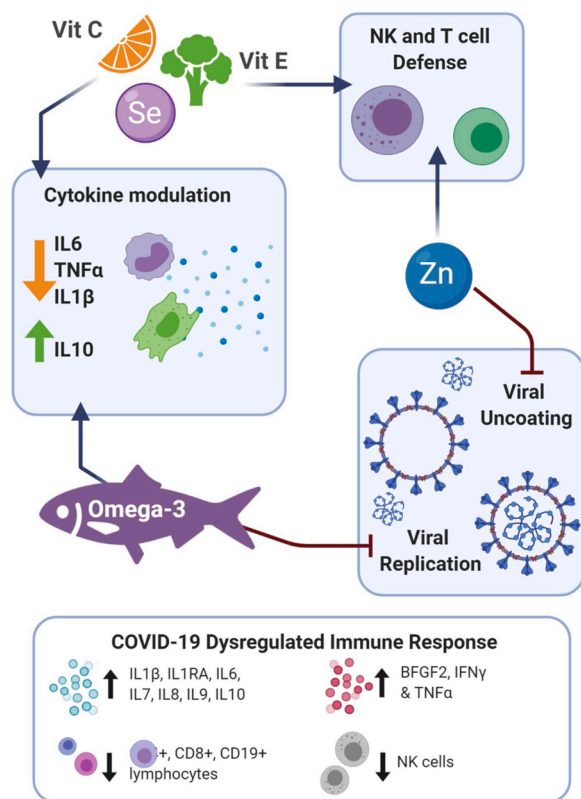 Vit C
Vit E
Se
NK and T cell
Defense
Cytokine modulation
IL6
TNFα
IL1β
IL10
Zn
Viral
Uncoating
Omega-3
Viral
Replication
COVID-19 Dysregulated Immune Response
IL1β, IL1RA, IL6,
IL7, IL8, IL9, IL10
BFGF2, IFNγ
& TNFα
+, CD8+, CD19+
lymphocytes
NK cells